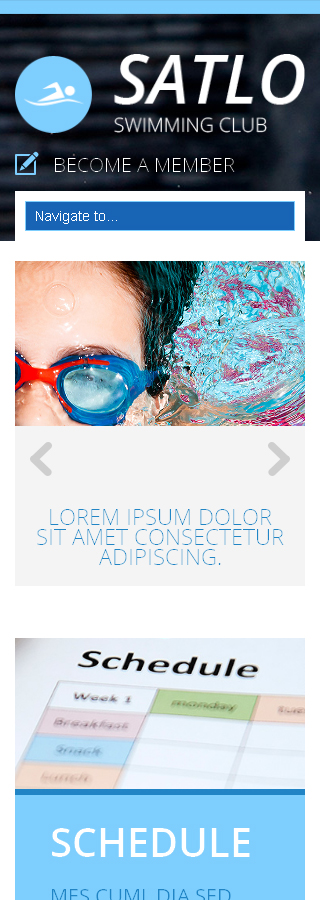 SATLO
SWIMMING CLUB
BECOME A MEMBER
Navigate to...
LOREM IPSUM DOLOR
SIT AMET CONSECTETUR
ADIPISCING.
Schedule
Week 1
monday
Breakfast
Snack
Lunch
SCHEDULE
MES CUML DIA SED